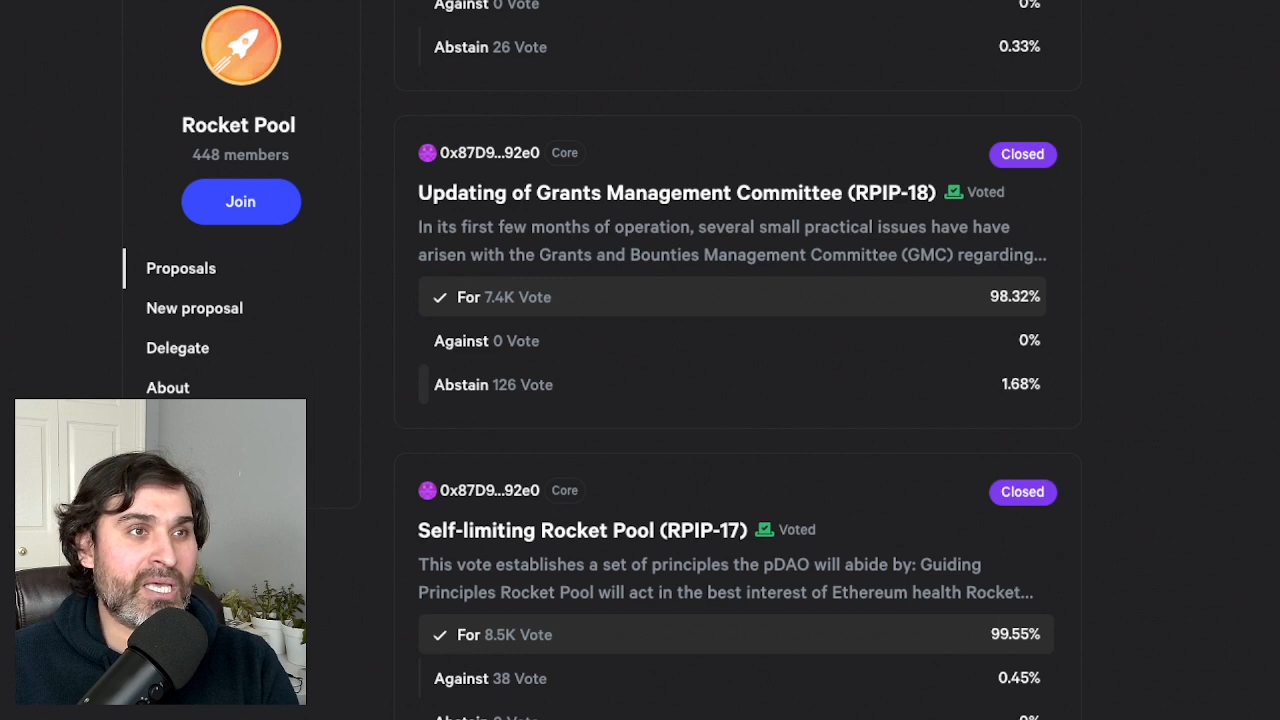 Rocket Pool
448 members
Join
Proposals
New proposal
Delegate
About
Against 0 Vote 0%
Abstain 26 Vote 0.33%
0x87D9...92e0 Core Closed
Updating of Grants Management Committee (RPIP-18) Voted
In its first few months of operation, several small practical issues have have
arisen with the Grants and Bounties Management Committee (GMC) regarding...
For 7.4K Vote 98.32%
Against 0 Vote 0%
Abstain 126 Vote 1.68%
0x87D9...92e0 Core Closed
Self-limiting Rocket Pool (RPIP-17) Voted
This vote establishes a set of principles the pDAO will abide by: Guiding
Principles Rocket Pool will act in the best interest of Ethereum health Rocket...
For 8.5K Vote 99.55%
Against 38 Vote 0.45%
Abstain 0 Vote 0%